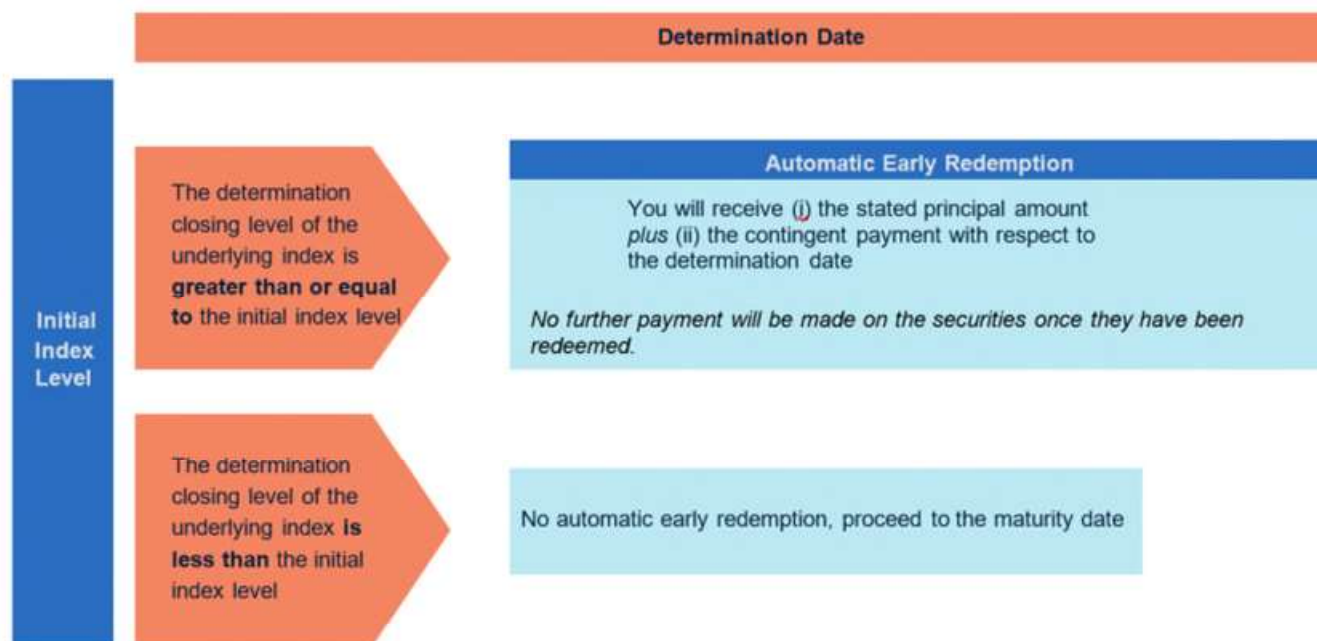 Determination Date
Initial
Index
Level
The determination
closing level of the
underlying index is
greater than or equal
to the initial index level
Automatic Early Redemption
You will receive (i) the stated principal amount
plus (ii) the contingent payment with respect to
the determination date
No further payment will be made on the securities once they have been
redeemed.
The determination
closing level of the
underlying index is
less than the initial
index level
No automatic early redemption, proceed to the maturity date